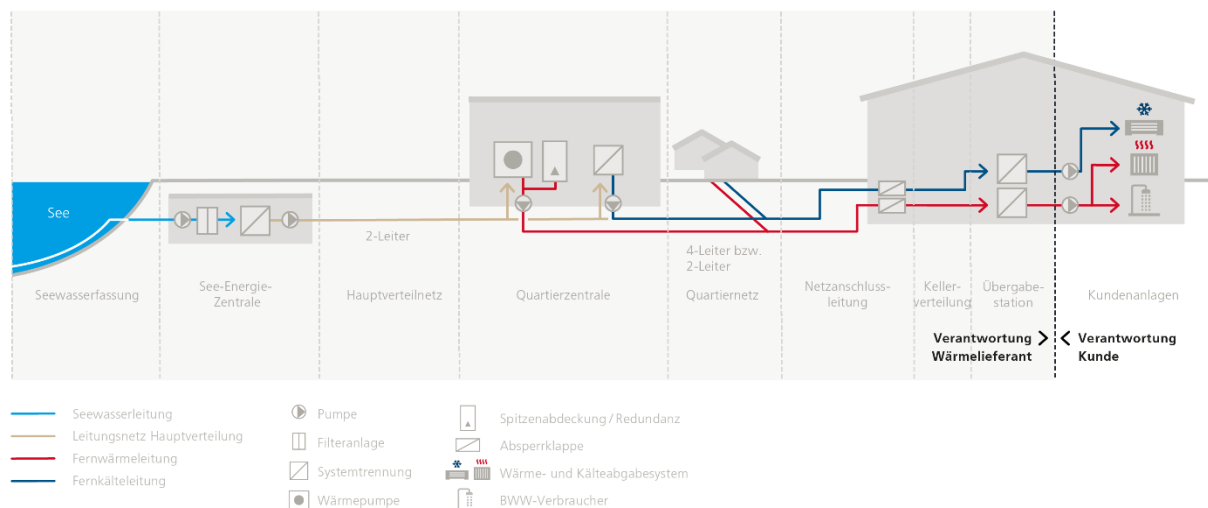 See
2-Leiter
4-Leiter bzw.
2-Leiter
Seewasserfassung
See-Energie-
Zentrale
Hauptverteilnetz
Quartierzentrale
Quartiernetz
Netzanschluss-
leitung
Keller-
verteilung
Übergabe-
station
Kundenanlagen
Verantwortung
Wärmelieferant
Verantwortung
Kunde
Seewasserleitung
Leitungsnetz Hauptverteilung
Fernwärmeleitung
Fernkälteleitung
Pumpe
Filteranlage
Systemtrennung
Wärmepumpe
Spitzenabdeckung / Redundanz
Absperrklappe
Wärme- und Kälteabgabesystem
BWW-Verbraucher